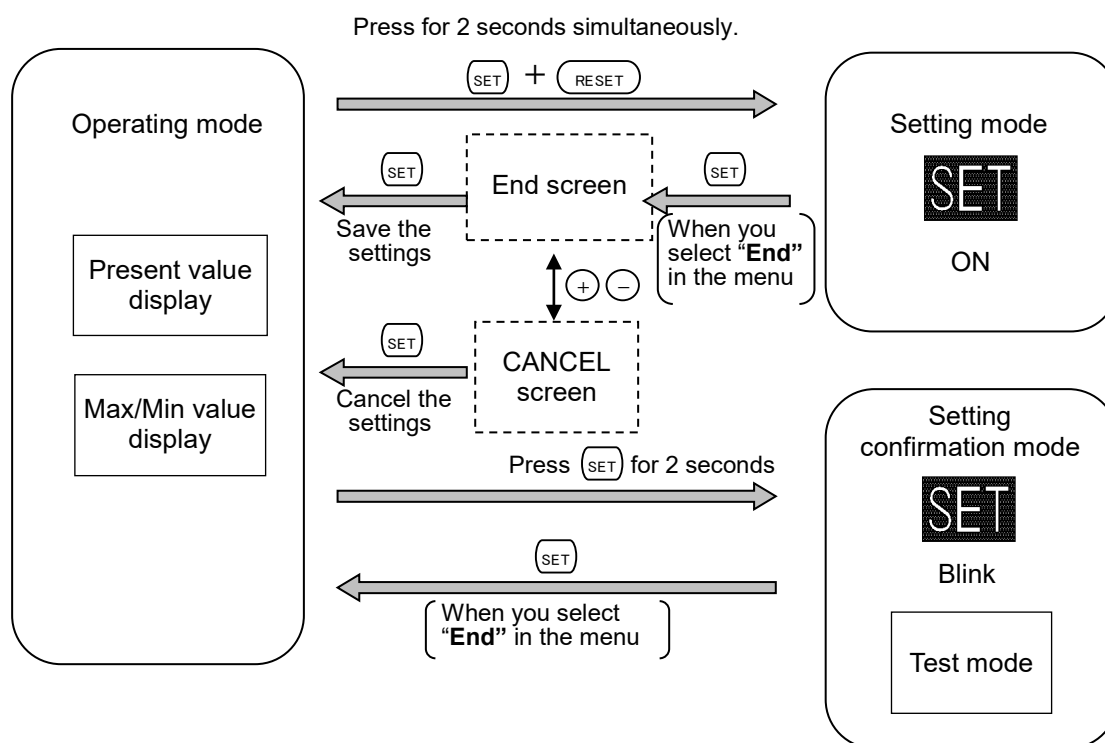 Press for 2 seconds simultaneously.
SET + RESET
Operating mode
Setting mode
SET
ON
SET
End screen
SET
Save the
settings
When you
select “End”
in the menu
Present value
display
+ −
SET
CANCEL
screen
Cancel the
settings
Max/Min value
display
Setting
confirmation mode
SET
Blink
Press SET for 2 seconds
SET
When you select
“End” in the menu
Test mode